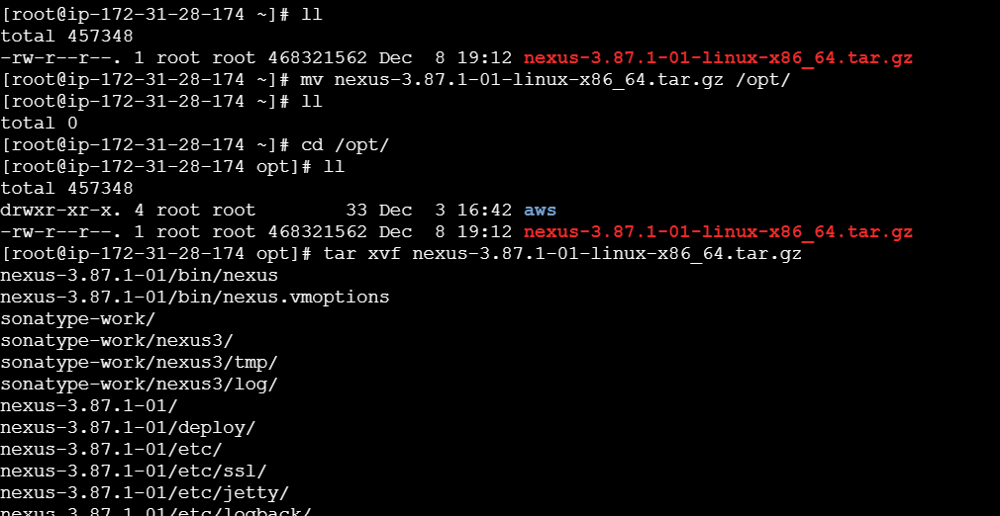 [root@ip-172-31-28-174 ~]# ll
total 457348
-rw-r--r--. 1 root root 468321562 Dec  8 19:12 nexus-3.87.1-01-linux-x86_64.tar.gz
[root@ip-172-31-28-174 ~]# mv nexus-3.87.1-01-linux-x86_64.tar.gz /opt/
[root@ip-172-31-28-174 ~]# ll
total 0
[root@ip-172-31-28-174 ~]# cd /opt/
[root@ip-172-31-28-174 opt]# ll
total 457348
drwxr-xr-x. 4 root root        33 Dec  3 16:42 aws
-rw-r--r--. 1 root root 468321562 Dec  8 19:12 nexus-3.87.1-01-linux-x86_64.tar.gz
[root@ip-172-31-28-174 opt]# tar xvf nexus-3.87.1-01-linux-x86_64.tar.gz
nexus-3.87.1-01/bin/nexus
nexus-3.87.1-01/bin/nexus.vmoptions
sonatype-work/
sonatype-work/nexus3/
sonatype-work/nexus3/tmp/
sonatype-work/nexus3/log/
nexus-3.87.1-01/
nexus-3.87.1-01/deploy/
nexus-3.87.1-01/etc/
nexus-3.87.1-01/etc/ssl/
nexus-3.87.1-01/etc/jetty/
nexus-3.87.1-01/etc/logback/